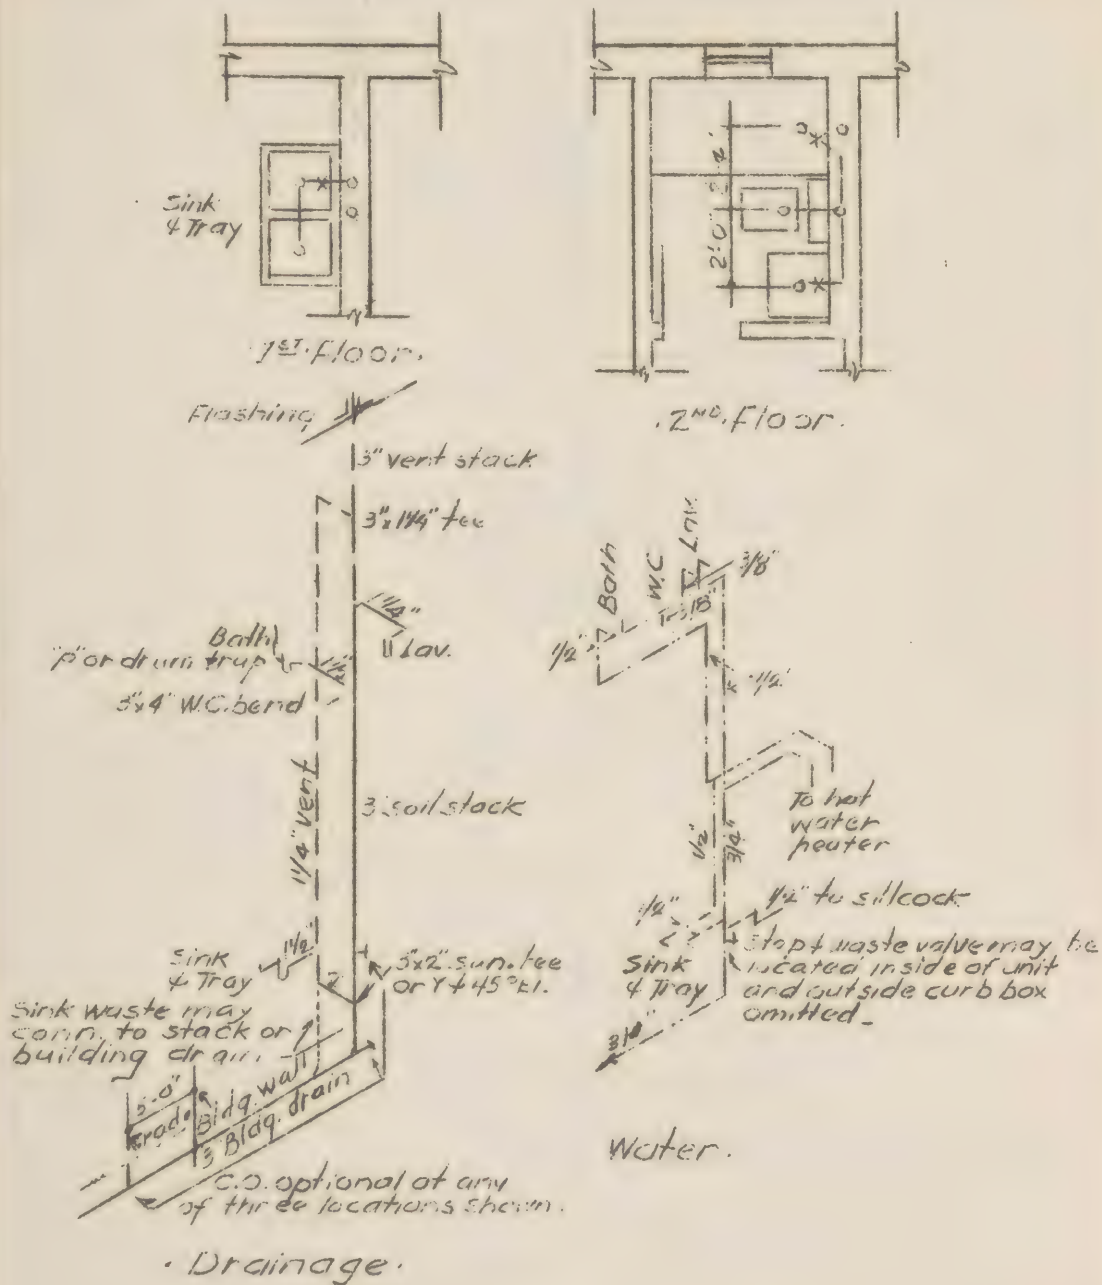 Sink
& Tray
1ST. Floor.
2'-0"
2'-4"
.2ND. Floor.
Flashing
3" vent stack
3"x1¼" tee
1¼"
Lav.
Bath
"P" or drum trap
1½"
3"x4" W.C. bend
1¼" vent
3" soil stack
Sink
& Tray
1½"
2"
3"x2" san. tee
or Y & 45° El.
Sink waste may
conn. to stack or
building drain.
5'-0"
Grade
Bldg. wall
3" Bldg. drain
C.O. optional at any
of three locations shown.
. Drainage.
Bath
W.C
Lav.
3/8"
3/8"
1/2"
1/2"
To hot
water
heater
1/2"
3/4"
1/2"
1/2" to sillcock
Sink
& Tray
Stop & waste valve may be
located inside of unit
and outside curb box
omitted.
3/4"
Water.